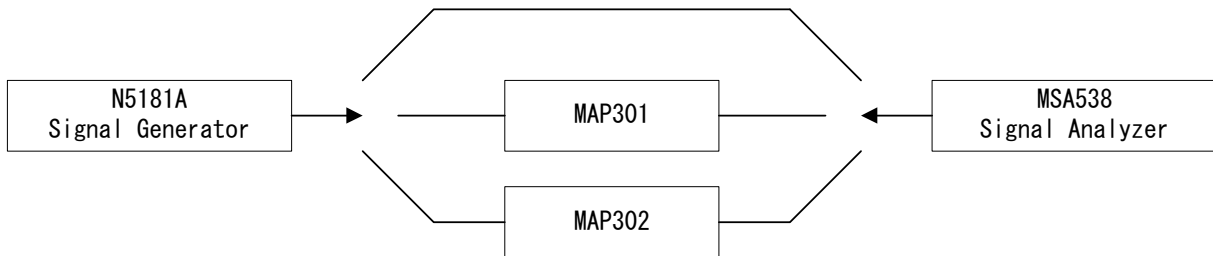 N5181A
Signal Generator
MAP301
MSA538
Signal Analyzer
MAP302